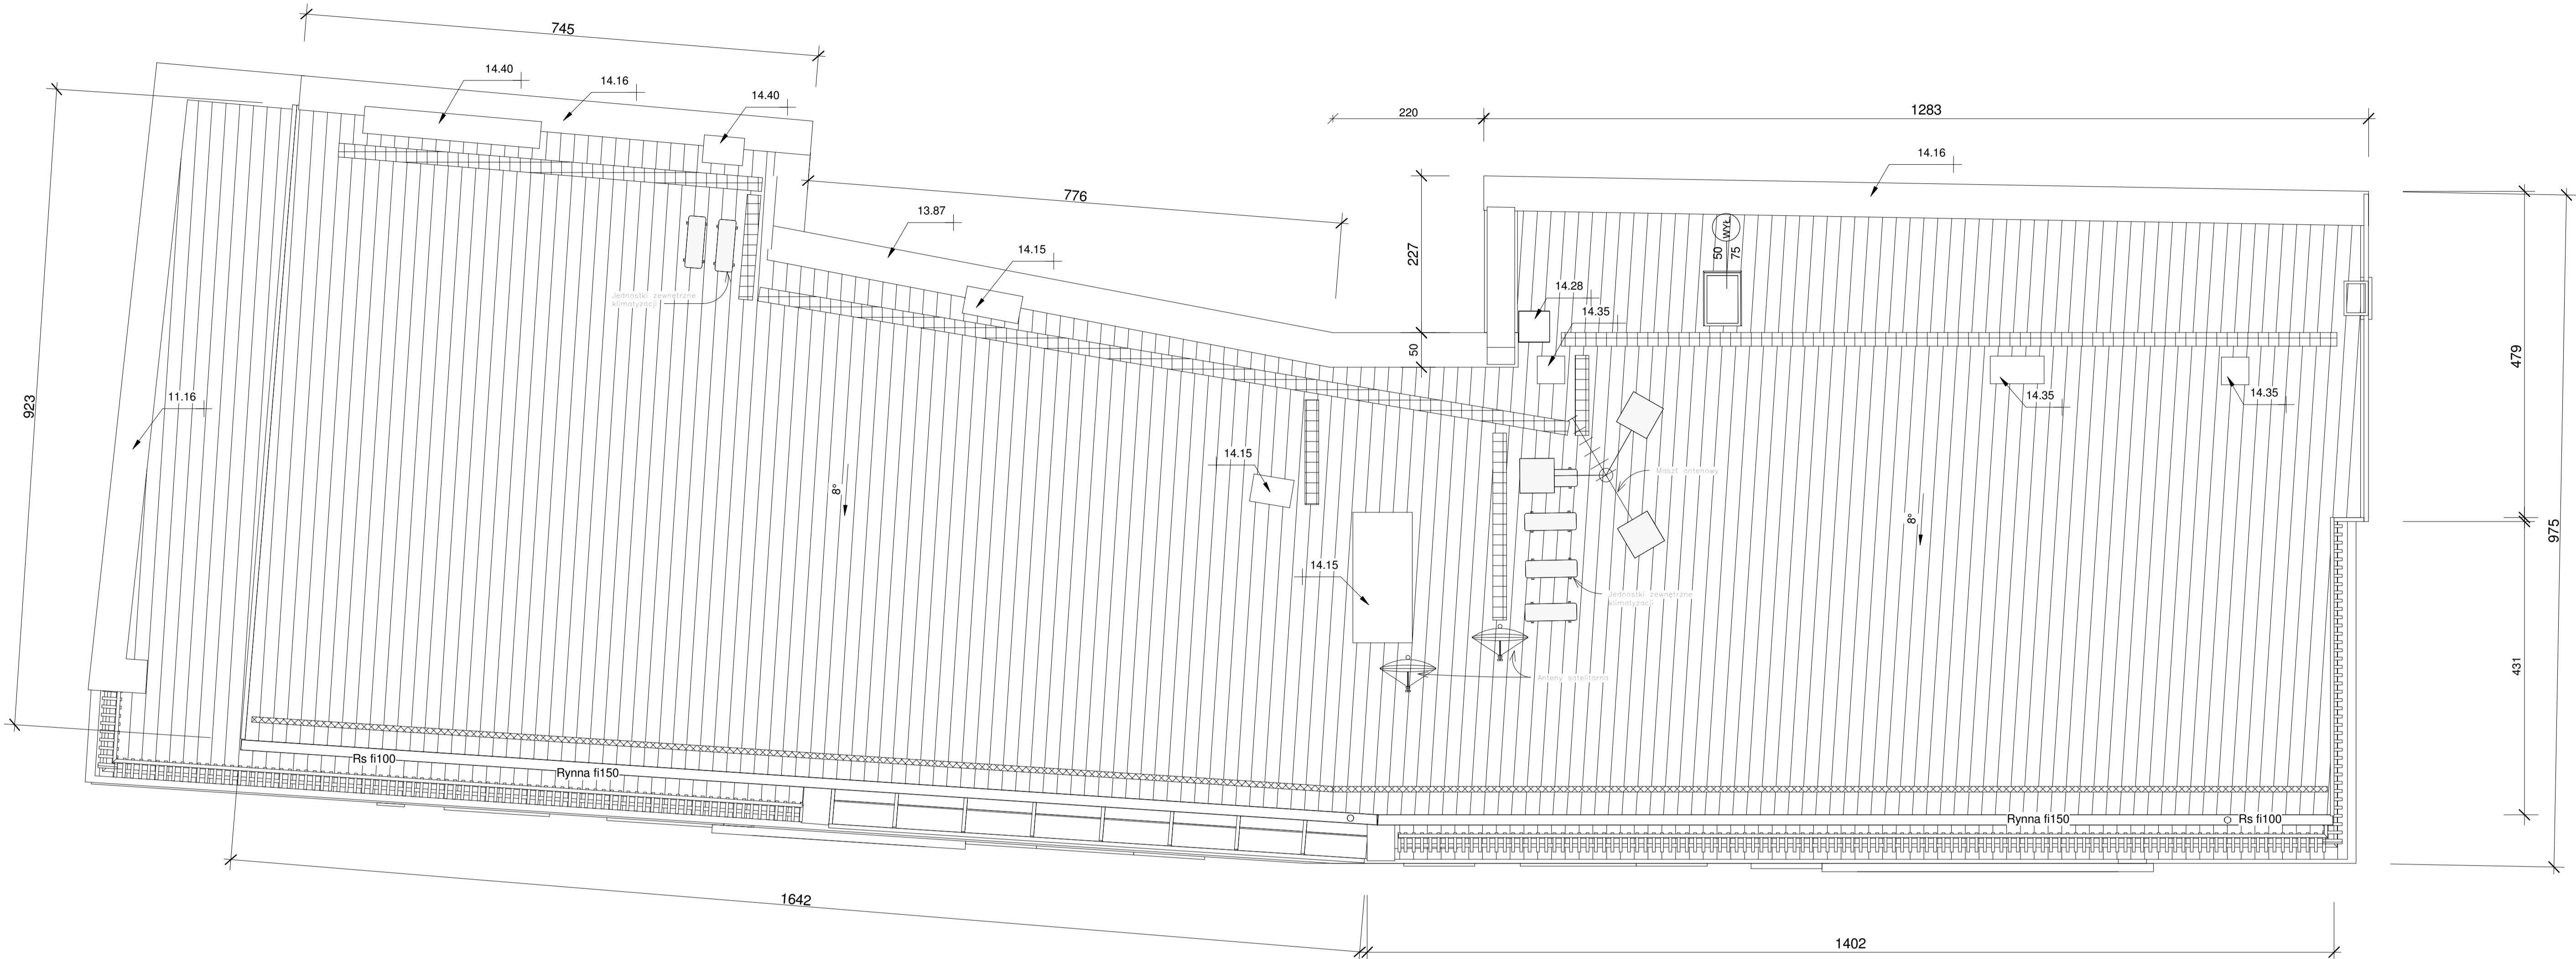 745
14.40
14.16
14.40
220
1283
14.16
776
13.87
14.15
227
WYŁ
50
75
14.28
14.35
Jednostki zewnętrzne
klimatyzacji
50
479
14.35
14.35
11.16
923
14.15
Maszt antenowy
8°
8°
975
14.15
Jednostki zewnętrzne
klimatyzacji
431
Anteny satelitarna
Rs fi100
Rynna fi150
Rynna fi150
Rs fi100
1642
1402